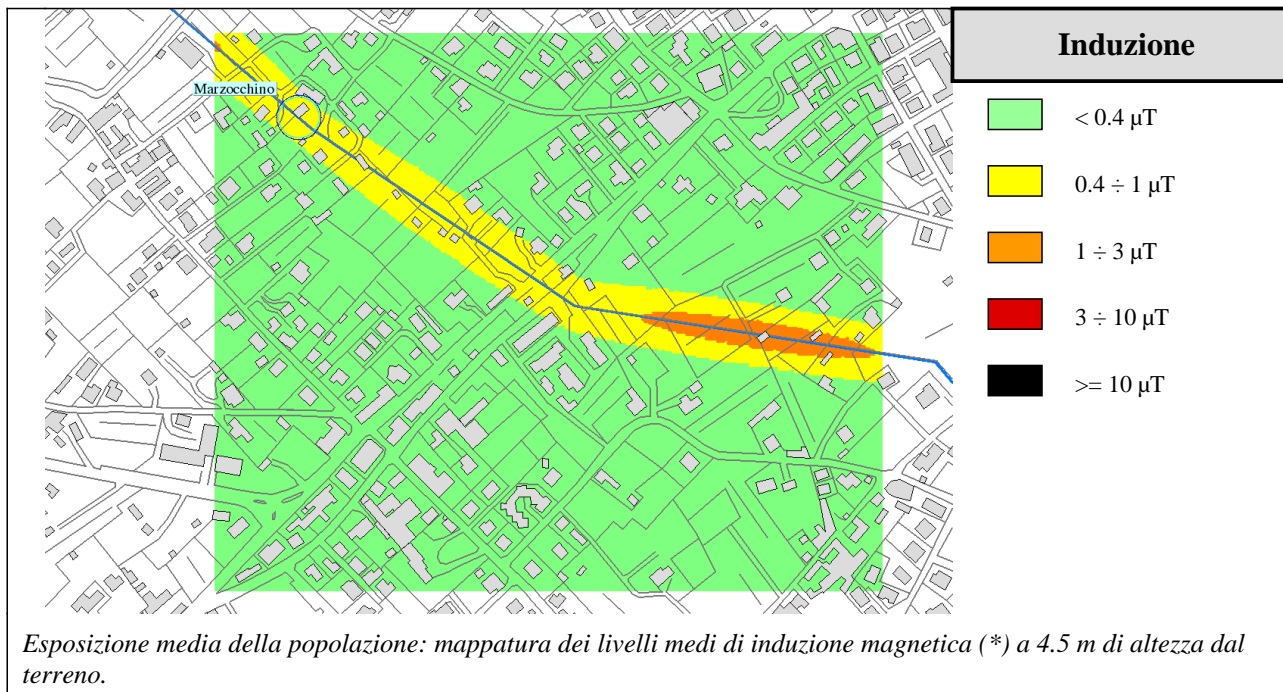 Marzocchino
Induzione
< 0.4 µT
0.4 ÷ 1 µT
1 ÷ 3 µT
3 ÷ 10 µT
>= 10 µT
Esposizione media della popolazione: mappatura dei livelli medi di induzione magnetica (*) a 4.5 m di altezza dal
terreno.